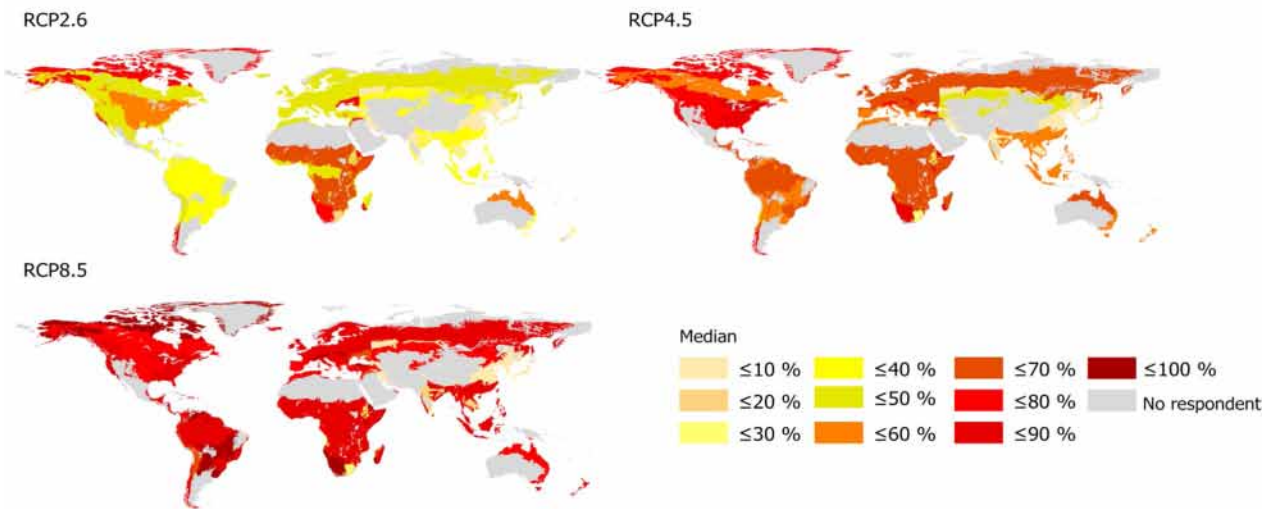 RCP2.6
RCP4.5
RCP8.5
Median
≤10 % ≤40 % ≤70 % ≤100 %
≤20 % ≤50 % ≤80 % No respondent
≤30 % ≤60 % ≤90 %